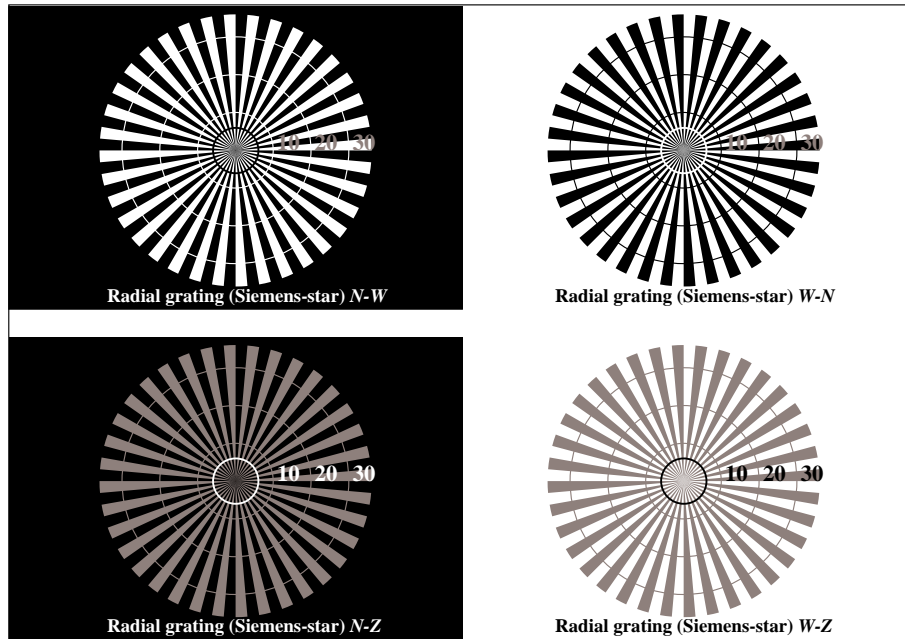 10 20 30
Radial grating (Siemens-star) N-W
10 20 30
Radial grating (Siemens-star) W-N
10 20 30
Radial grating (Siemens-star) N-Z
10 20 30
Radial grating (Siemens-star) W-Z